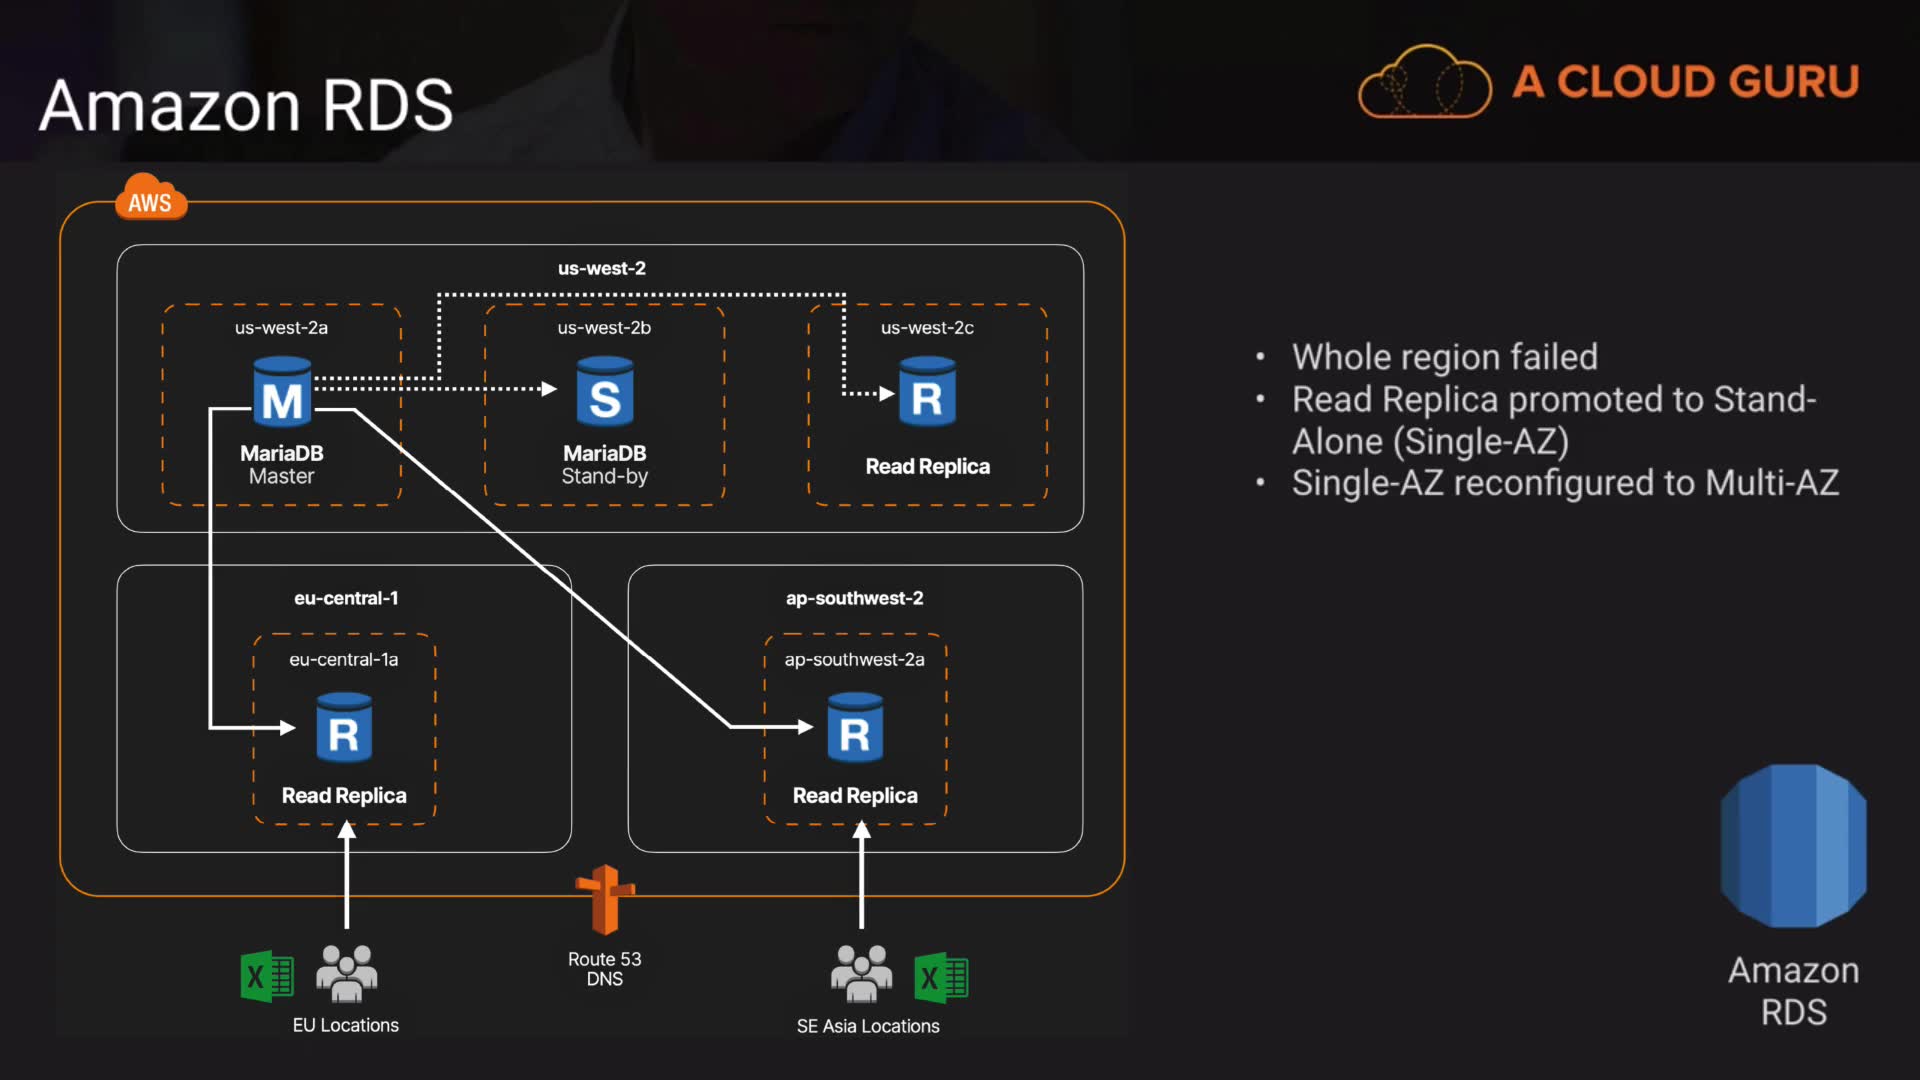 Amazon RDS
A CLOUD GURU
AWS
us-west-2
us-west-2a
us-west-2b
us-west-2c
M
S
R
MariaDB
Master
MariaDB
Stand-by
Read Replica
• Whole region failed
• Read Replica promoted to Stand-
Alone (Single-AZ)
• Single-AZ reconfigured to Multi-AZ
eu-central-1
eu-central-1a
R
Read Replica
ap-southwest-2
ap-southwest-2a
R
Read Replica
Route 53
DNS
X
EU Locations
X
SE Asia Locations
Amazon
RDS